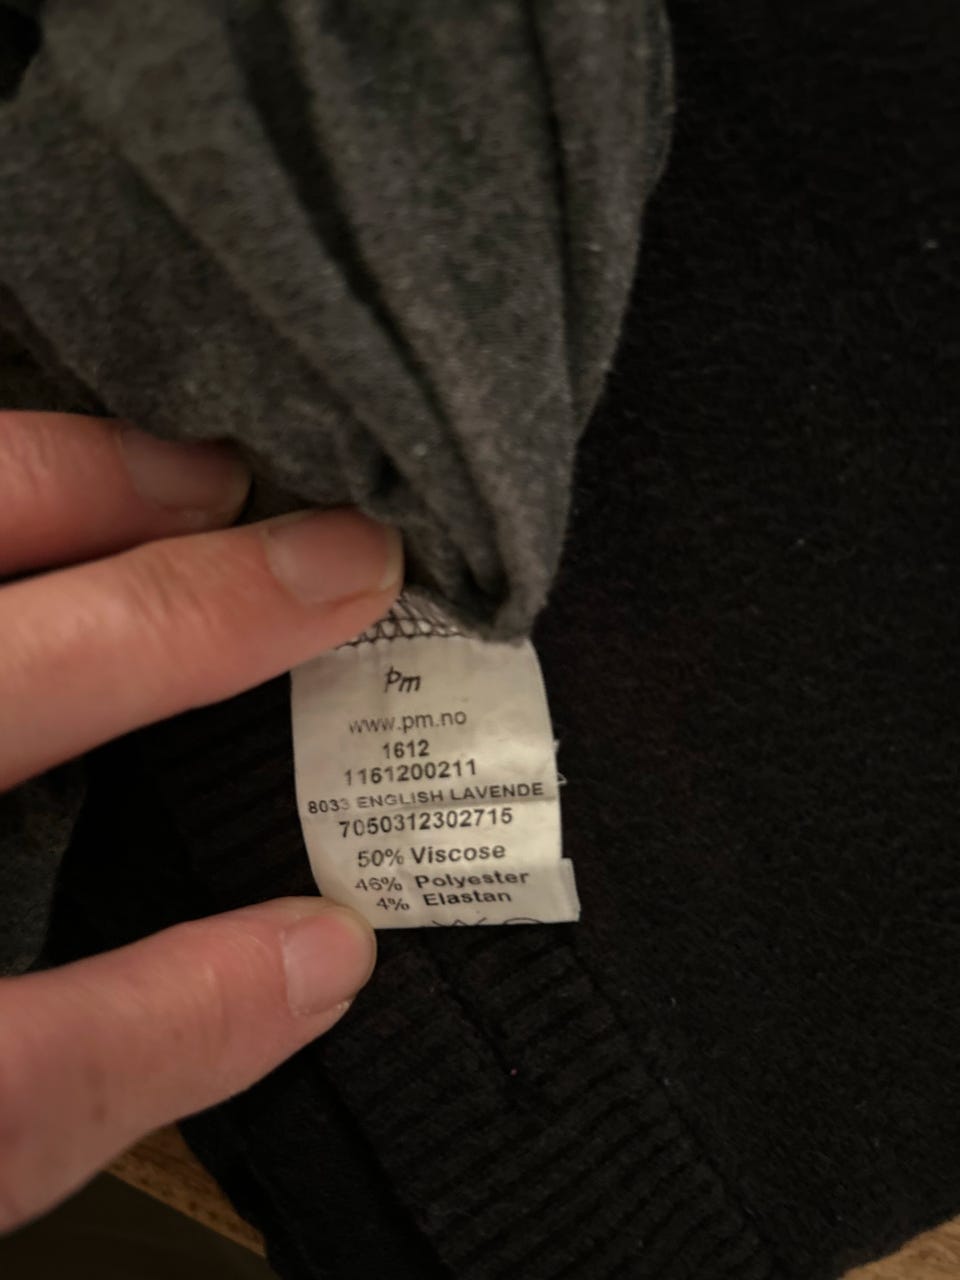 pm
www.pm.no
1612
1161200211
8033 ENGLISH LAVENDE
7050312302715
50% Viscose
46% Polyester
4% Elastan